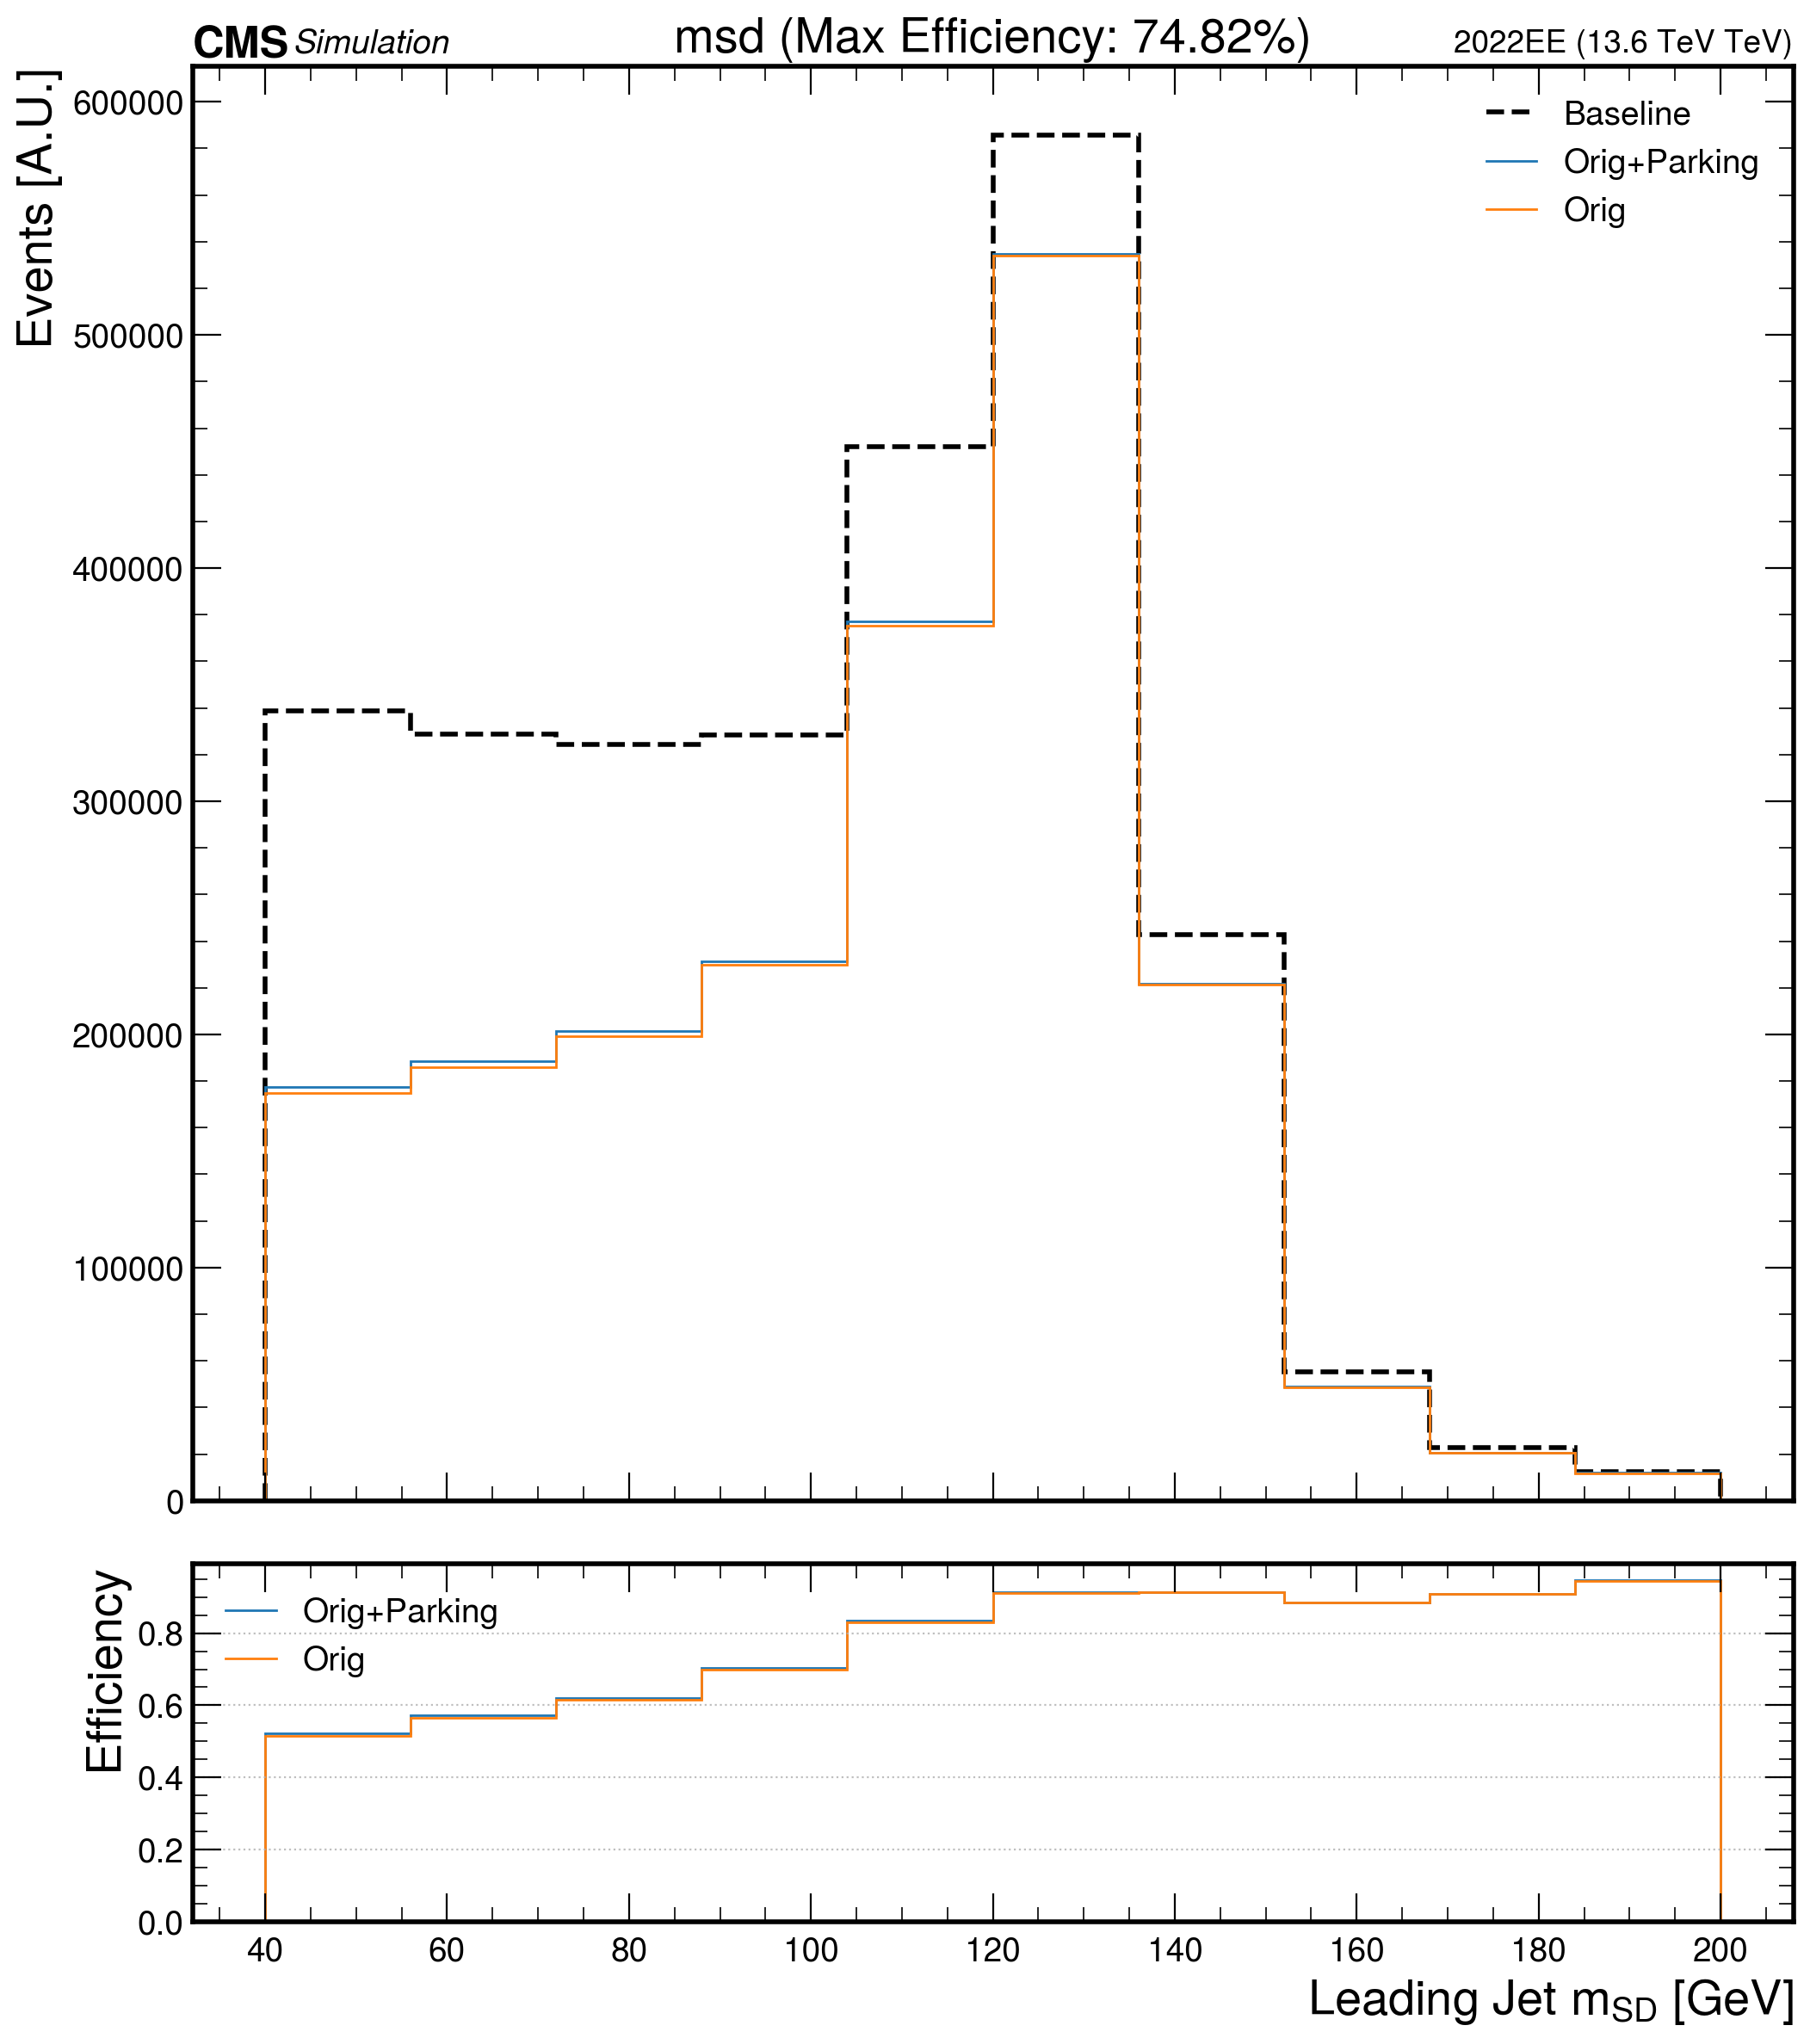 CMS Simulation msd (Max Efficiency: 74.82%) 2022EE (13.6 TeV TeV)
Events [A.U.]
600000
500000
400000
300000
200000
100000
0
Baseline
Orig+Parking
Orig
Efficiency
0.8
0.6
0.4
0.2
0.0
Orig+Parking
Orig
40 60 80 100 120 140 160 180 200
Leading Jet mSD [GeV]